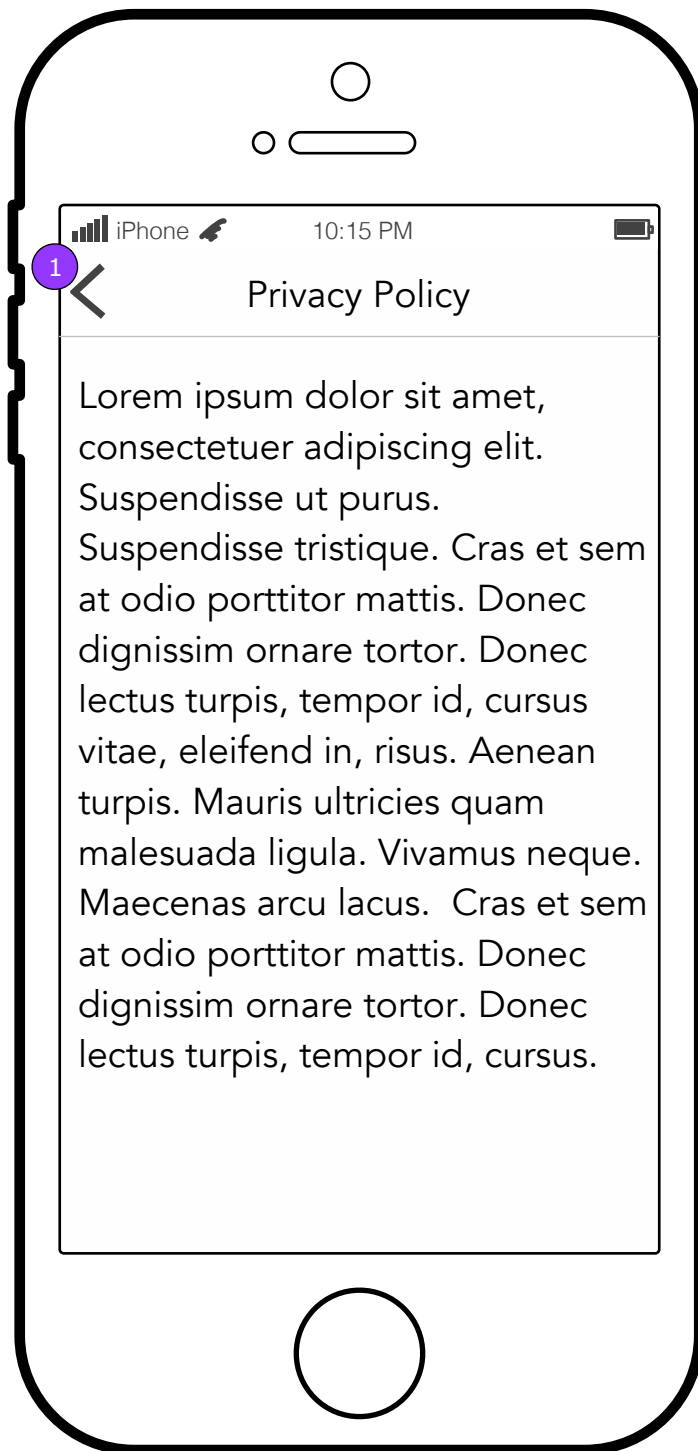 iPhone 10:15 PM
1
Privacy Policy
Lorem ipsum dolor sit amet,
consectetuer adipiscing elit.
Suspendisse ut purus.
Suspendisse tristique. Cras et sem
at odio porttitor mattis. Donec
dignissim ornare tortor. Donec
lectus turpis, tempor id, cursus
vitae, eleifend in, risus. Aenean
turpis. Mauris ultricies quam
malesuada ligula. Vivamus neque.
Maecenas arcu lacus.  Cras et sem
at odio porttitor mattis. Donec
dignissim ornare tortor. Donec
lectus turpis, tempor id, cursus.